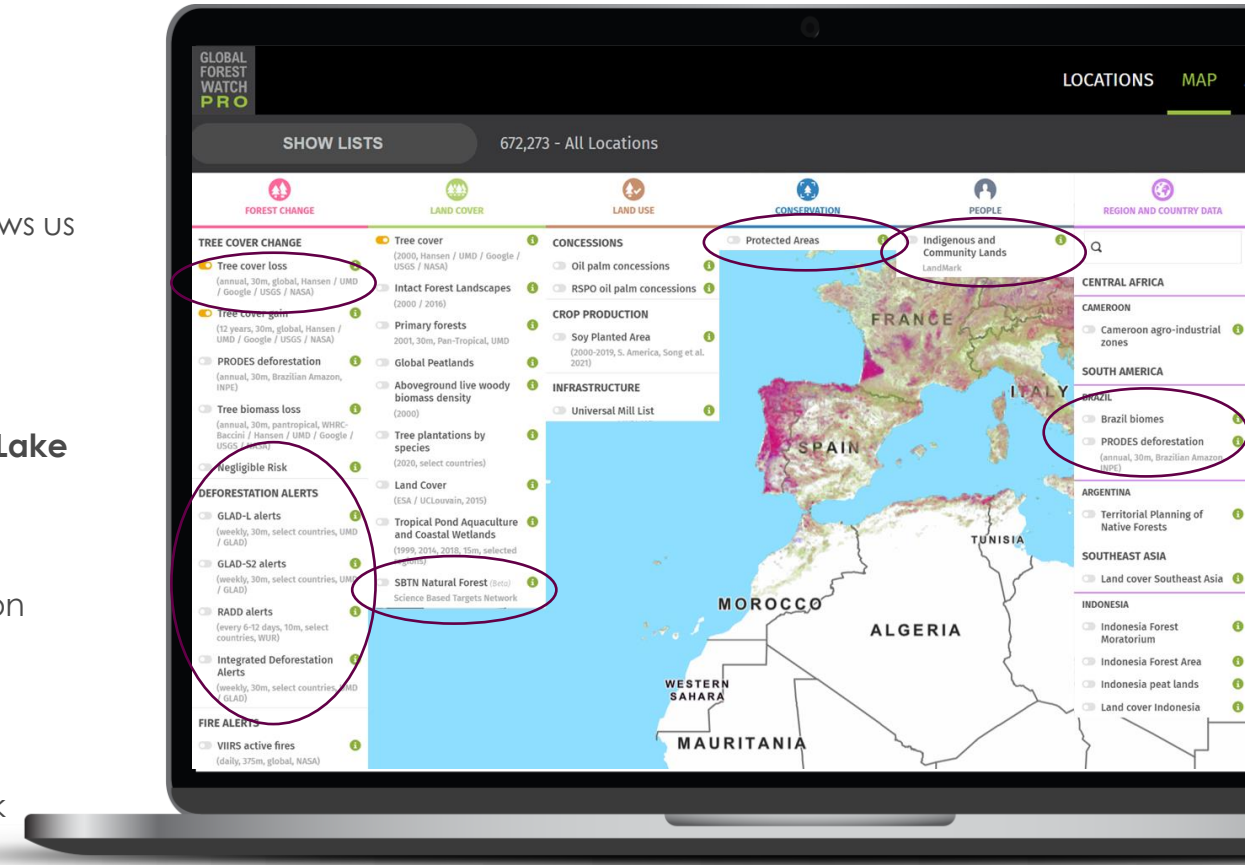 ws us
Lake
on
k
GLOBAL
FOREST
WATCH
PRO
LOCATIONS MAP
SHOW LISTS
672,273 - All Locations
FOREST CHANGE
TREE COVER CHANGE
Tree cover loss
(annual, 30m, global, Hansen / UMD
/ Google / USGS / NASA)
Tree cover gain
(12 years, 30m, global, Hansen /
UMD / Google / USGS / NASA)
PRODES deforestation
(annual, 30m, Brazilian Amazon,
INPE)
Tree biomass loss
(annual, 30m, pantropical, WHRC-
Baccini / Hansen / UMD / Google /
USGS / NASA)
Negligible Risk
DEFORESTATION ALERTS
GLAD-L alerts
(weekly, 30m, select countries, UMD
/ GLAD)
GLAD-S2 alerts
(weekly, 30m, select countries, UMD
/ GLAD)
RADD alerts
(every 6-12 days, 10m, select
countries, WUR)
Integrated Deforestation
Alerts
(weekly, 30m, select countries, UMD
/ GLAD)
FIRE ALERTS
VIIRS active fires
(daily, 375m, global, NASA)
LAND COVER
Tree cover
(2000, Hansen / UMD / Google /
USGS / NASA)
Intact Forest Landscapes
(2000 / 2016)
Primary forests
2001, 30m, Pan-Tropical, UMD
Global Peatlands
Aboveground live woody
biomass density
(2000)
Tree plantations by
species
(2020, select countries)
Land Cover
(ESA / UCLouvain, 2015)
Tropical Pond Aquaculture
and Coastal Wetlands
(1999, 2014, 2018, 15m, selected
regions)
SBTN Natural Forest (Beta)
Science Based Targets Network
LAND USE
CONCESSIONS
Oil palm concessions
RSPO oil palm concessions
CROP PRODUCTION
Soy Planted Area
(2000-2019, S. America, Song et al.
2021)
INFRASTRUCTURE
Universal Mill List
CONSERVATION
Protected Areas
PEOPLE
Indigenous and
Community Lands
LandMark
REGION AND COUNTRY DATA
CENTRAL AFRICA
CAMEROON
Cameroon agro-industrial
zones
SOUTH AMERICA
BRAZIL
Brazil biomes
PRODES deforestation
(annual, 30m, Brazilian Amazon,
INPE)
ARGENTINA
Territorial Planning of
Native Forests
SOUTHEAST ASIA
Land cover Southeast Asia
INDONESIA
Indonesia Forest
Moratorium
Indonesia Forest Area
Indonesia peat lands
Land cover Indonesia
FRANCE
AUST
ITALY
SPAIN
TUNISIA
MOROCCO
ALGERIA
WESTERN
SAHARA
MAURITANIA